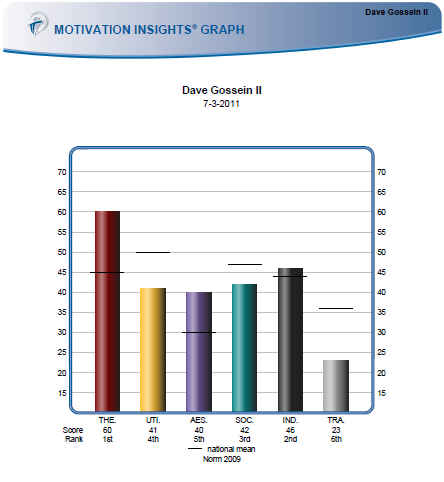 Dave Gossein II
MOTIVATION INSIGHTS® GRAPH
Dave Gossein II
7-3-2011
70 70
65 65
60 60
55 55
50 50
45 45
40 40
35 35
30 30
25 25
20 20
15 15
THE. UTI. AES. SOC. IND. TRA.
Score 60 41 40 42 46 23
Rank 1st 4th 5th 3rd 2nd 6th
national mean
Norm 2009